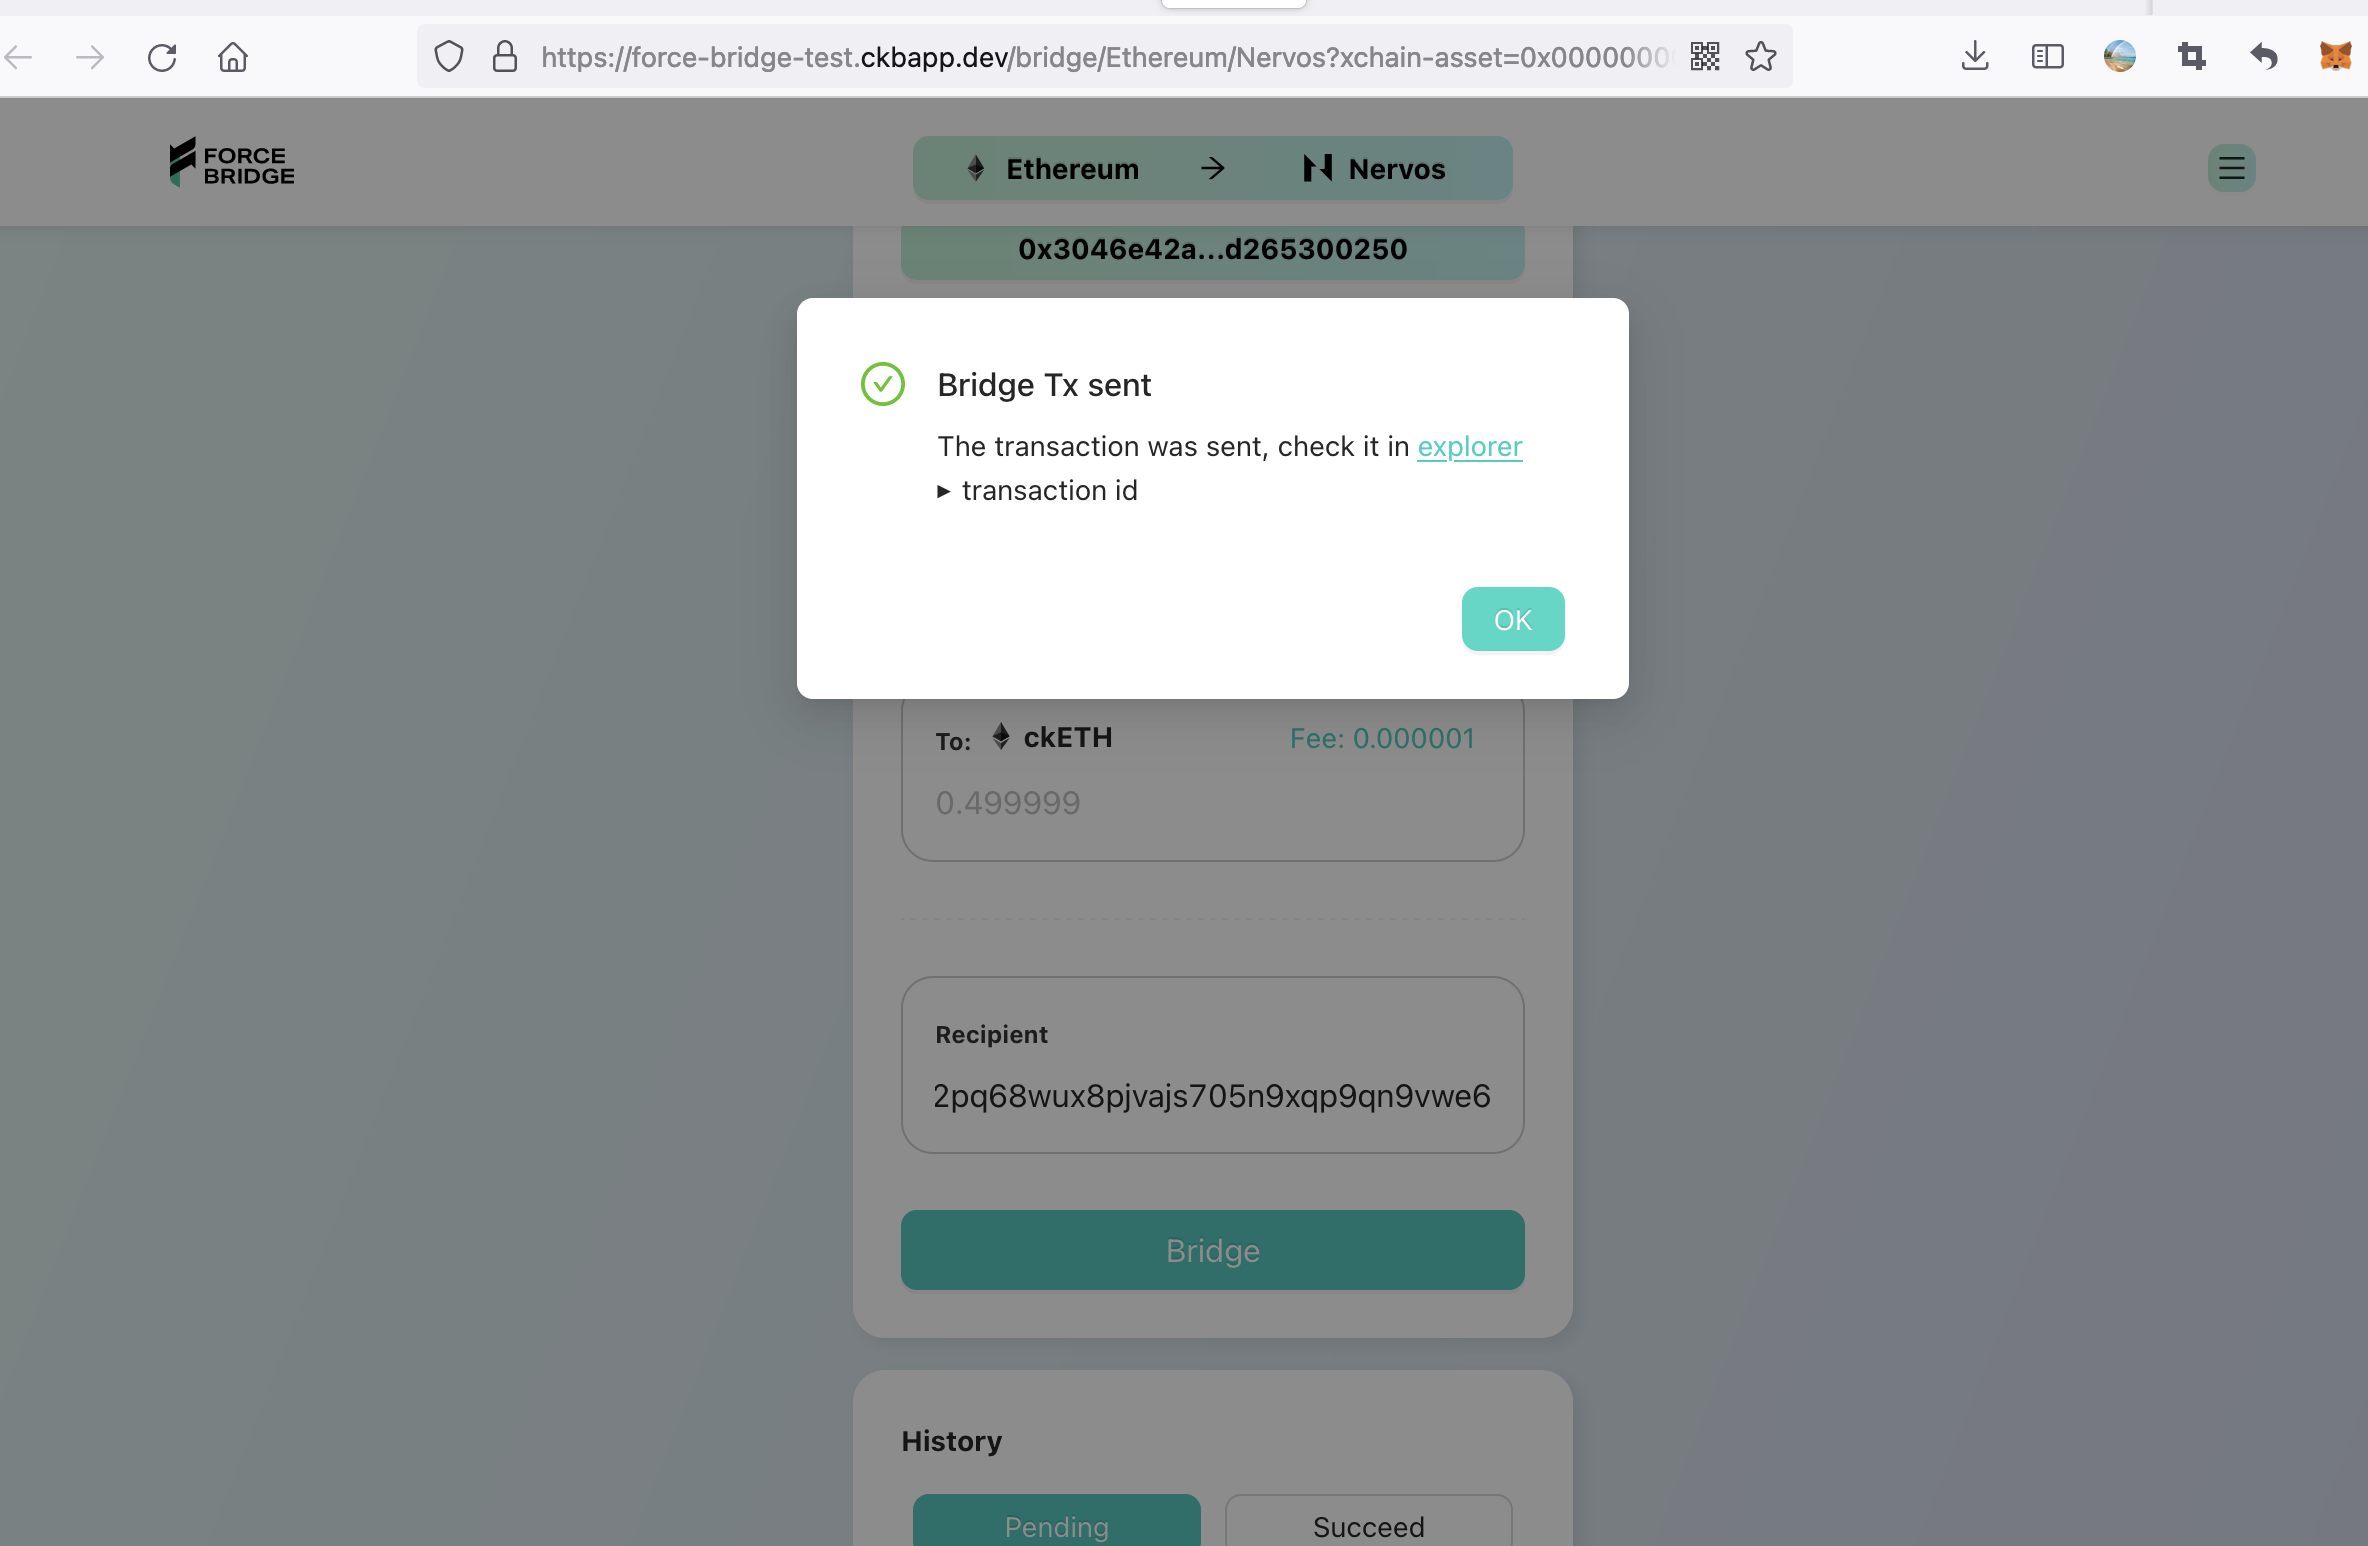 https://force-bridge-test.ckbapp.dev/bridge/Ethereum/Nervos?xchain-asset=0x0000000
FORCE
BRIDGE
Ethereum → Nervos
0x3046e42a...d265300250
Bridge Tx sent
The transaction was sent, check it in explorer
▸ transaction id
OK
To: ckETH Fee: 0.000001
0.499999
Recipient
2pq68wux8pjvajs705n9xqp9qn9vwe6
Bridge
History
Pending Succeed